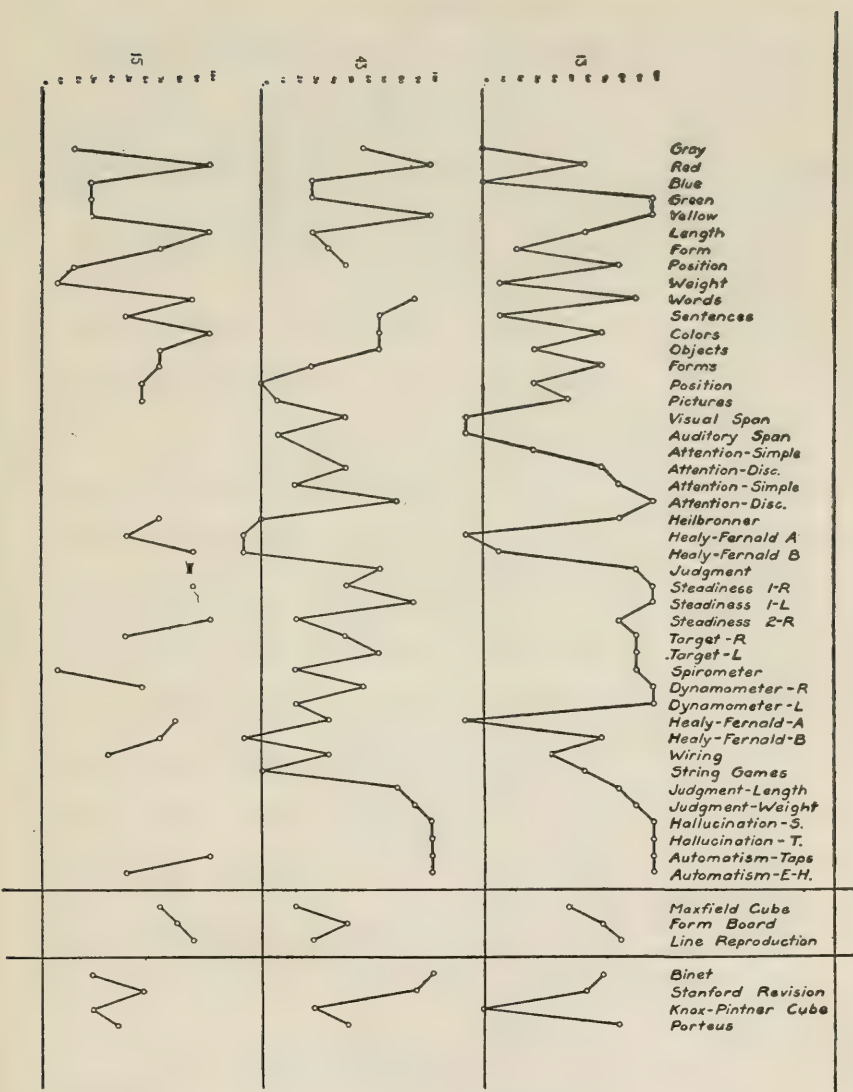 15
43
Gray
Red
Blue
Green
Yellow
Length
Form
Position
Weight
Words
Sentences
Colors
Objects
Forms
Position
Pictures
Visual Span
Auditory Span
Attention-Simple
Attention-Disc.
Attention-Simple
Attention-Disc.
Heilbronner
Healy-Fernald A
Healy-Fernald B
Judgment
Steadiness 1-R
Steadiness 1-L
Steadiness 2-R
Target-R
Target-L
Spirometer
Dynamometer-R
Dynamometer-L
Healy-Fernald-A
Healy-Fernald-B
Wiring
String Games
Judgment-Length
Judgment-Weight
Hallucination-S.
Hallucination-T.
Automatism-Taps
Automatism-E-H.
Maxfield Cube
Form Board
Line Reproduction
Binet
Stanford Revision
Knox-Pintner Cube
Porteus